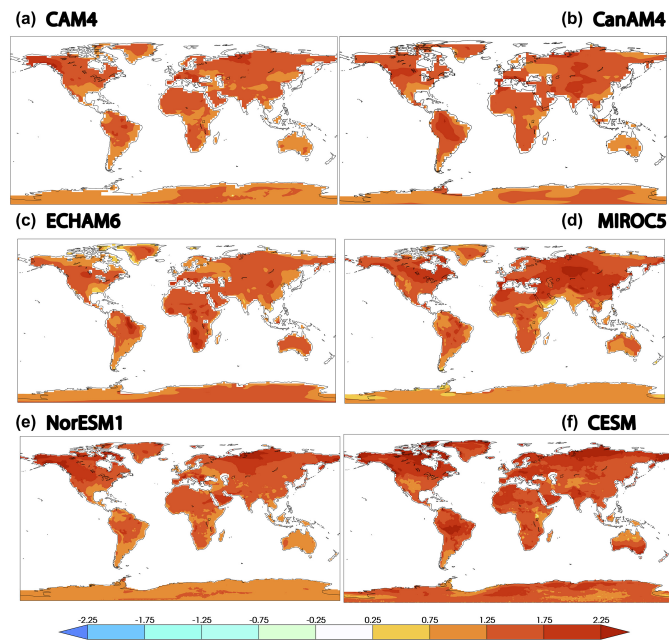 (a) CAM4
(b) CanAM4
(c) ECHAM6
(d) MIROC5
(e) NorESM1
(f) CESM
-2.25 -1.75 -1.25 -0.75 -0.25 0.25 0.75 1.25 1.75 2.25